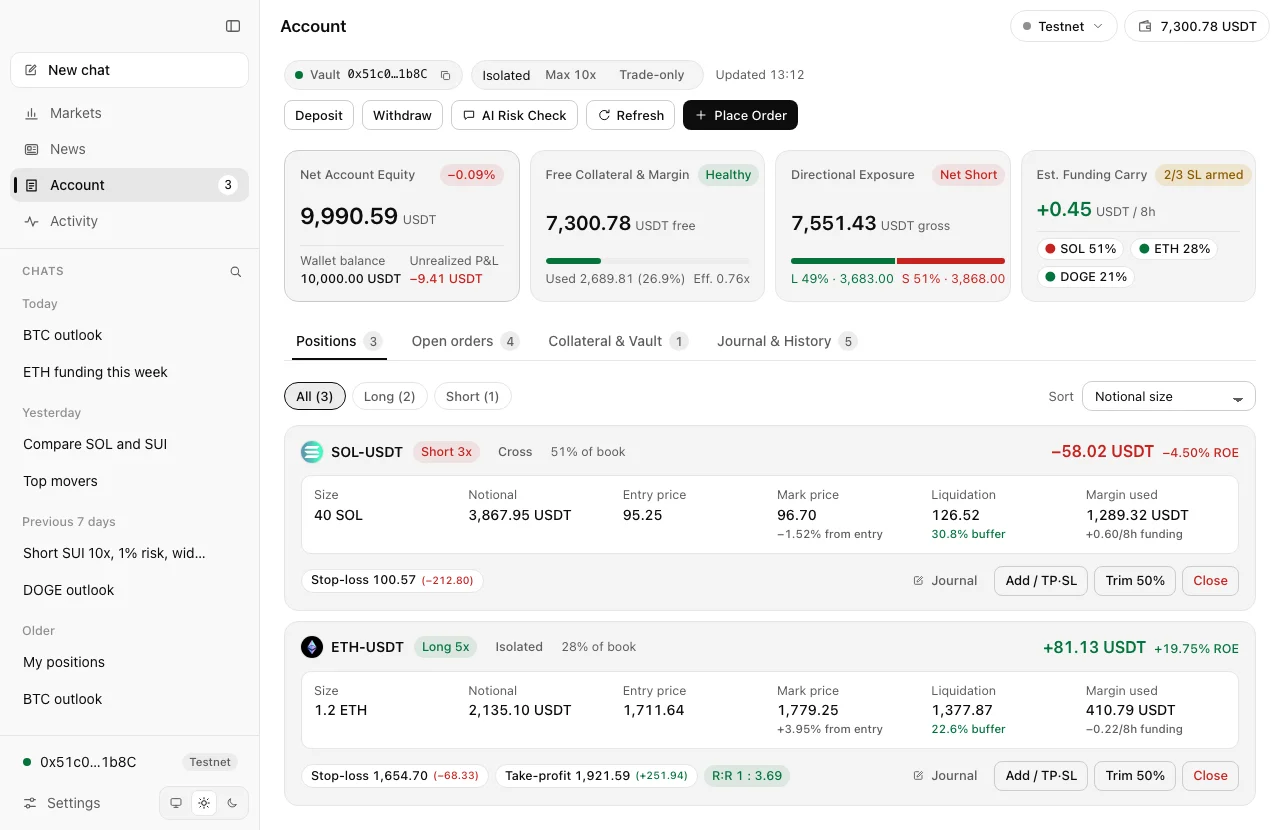 Account
Testnet
7,300.78 USDT
New chat
Markets
News
Account 3
Activity
CHATS
Today
BTC outlook
ETH funding this week
Yesterday
Compare SOL and SUI
Top movers
Previous 7 days
Short SUI 10x, 1% risk, wid...
DOGE outlook
Older
My positions
BTC outlook
0x51c0...1b8C Testnet
Settings
Vault 0x51c0…1b8C Isolated Max 10x Trade-only Updated 13:12
Deposit Withdraw AI Risk Check Refresh + Place Order
Net Account Equity −0.09%
9,990.59 USDT
Wallet balance Unrealized P&L
10,000.00 USDT −9.41 USDT
Free Collateral & Margin Healthy
7,300.78 USDT free
Used 2,689.81 (26.9%) Eff. 0.76x
Directional Exposure Net Short
7,551.43 USDT gross
L 49% · 3,683.00 S 51% · 3,868.00
Est. Funding Carry 2/3 SL armed
+0.45 USDT / 8h
SOL 51% ETH 28%
DOGE 21%
Positions 3 Open orders 4 Collateral & Vault 1 Journal & History 5
All (3) Long (2) Short (1) Sort Notional size
SOL-USDT Short 3x Cross 51% of book −58.02 USDT −4.50% ROE
Size Notional Entry price Mark price Liquidation Margin used
40 SOL 3,867.95 USDT 95.25 96.70 126.52 1,289.32 USDT
−1.52% from entry 30.8% buffer +0.60/8h funding
Stop-loss 100.57 (−212.80) Journal Add / TP·SL Trim 50% Close
ETH-USDT Long 5x Isolated 28% of book +81.13 USDT +19.75% ROE
Size Notional Entry price Mark price Liquidation Margin used
1.2 ETH 2,135.10 USDT 1,711.64 1,779.25 1,377.87 410.79 USDT
+3.95% from entry 22.6% buffer −0.22/8h funding
Stop-loss 1,654.70 (−68.33) Take-profit 1,921.59 (+251.94) R:R 1 : 3.69 Journal Add / TP·SL Trim 50% Close